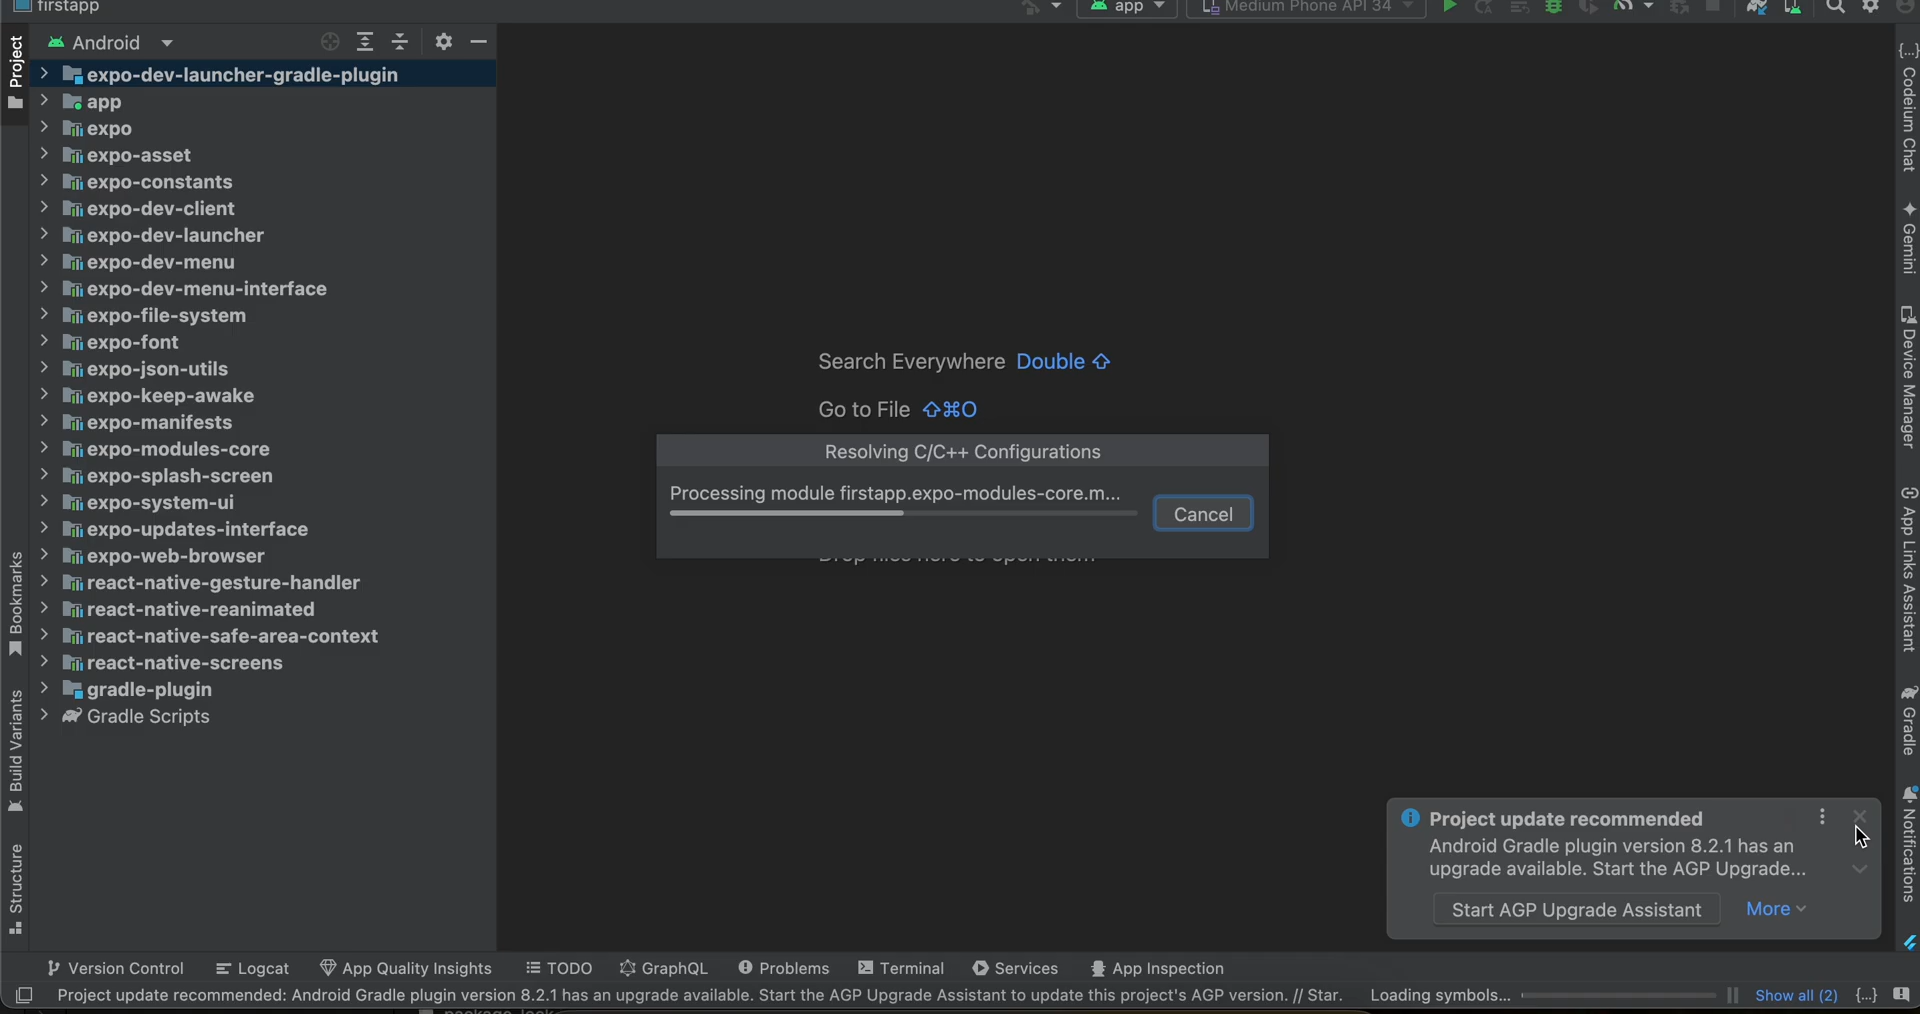 firstapp
app
Medium Phone API 34
Project
Android
expo-dev-launcher-gradle-plugin
app
expo
expo-asset
expo-constants
expo-dev-client
expo-dev-launcher
expo-dev-menu
expo-dev-menu-interface
expo-file-system
expo-font
expo-json-utils
expo-keep-awake
expo-manifests
expo-modules-core
expo-splash-screen
expo-system-ui
expo-updates-interface
expo-web-browser
react-native-gesture-handler
react-native-reanimated
react-native-safe-area-context
react-native-screens
gradle-plugin
Gradle Scripts
Bookmarks
Build Variants
Structure
Search Everywhere Double ⇧
Go to File ⇧⌘O
Resolving C/C++ Configurations
Processing module firstapp.expo-modules-core.m...
Cancel
Drop files here to open them
{...} Codeium Chat
Gemini
Device Manager
App Links Assistant
Gradle
Notifications
Project update recommended
Android Gradle plugin version 8.2.1 has an
upgrade available. Start the AGP Upgrade...
Start AGP Upgrade Assistant
More
Version Control
Logcat
App Quality Insights
TODO
GraphQL
Problems
Terminal
Services
App Inspection
Project update recommended: Android Gradle plugin version 8.2.1 has an upgrade available. Start the AGP Upgrade Assistant to update this project's AGP version. // Star.
Loading symbols...
Show all (2)
{...}